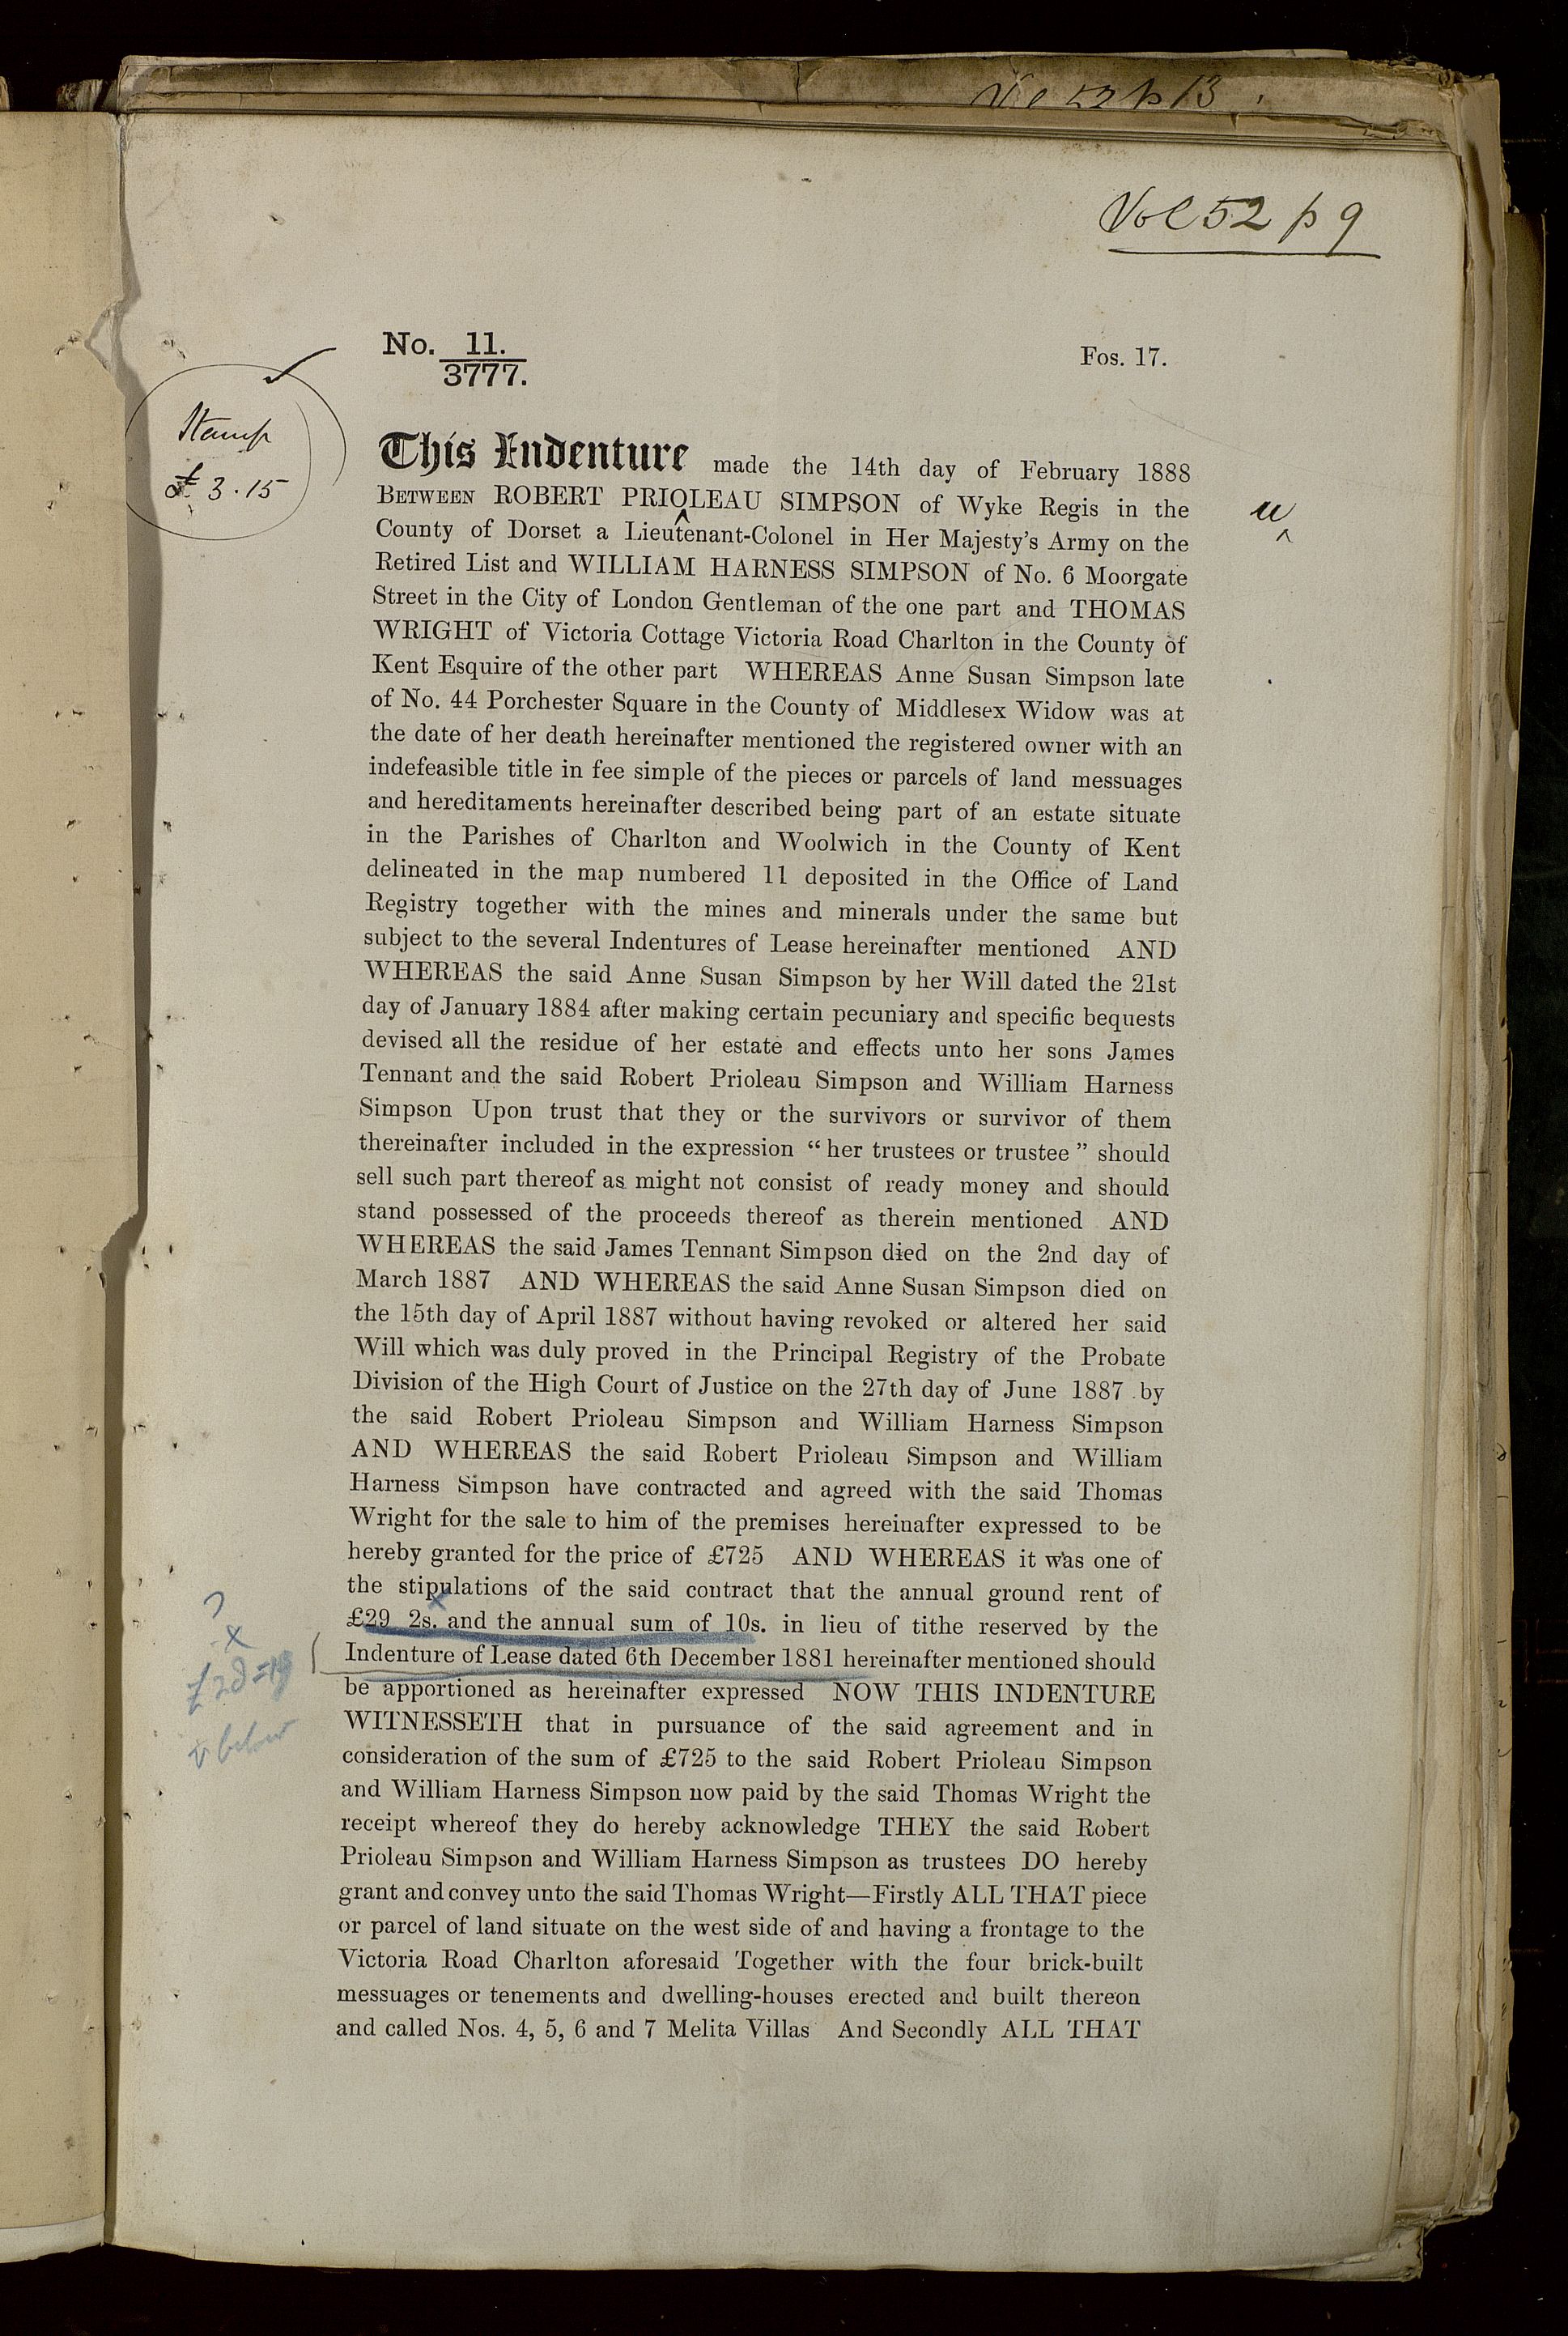 Vol 52 p 13
Vol 52 p 9
No. 11.
3777.
Fos. 17.
Stamp
£3.15
This Indenture made the 14th day of February 1888
BETWEEN ROBERT PRIOLEAU SIMPSON of Wyke Regis in the
u
County of Dorset a Lieutenant-Colonel in Her Majesty's Army on the
Retired List and WILLIAM HARNESS SIMPSON of No. 6 Moorgate
Street in the City of London Gentleman of the one part and THOMAS
WRIGHT of Victoria Cottage Victoria Road Charlton in the County of
Kent Esquire of the other part WHEREAS Anne Susan Simpson late
of No. 44 Porchester Square in the County of Middlesex Widow was at
the date of her death hereinafter mentioned the registered owner with an
indefeasible title in fee simple of the pieces or parcels of land messuages
and hereditaments hereinafter described being part of an estate situate
in the Parishes of Charlton and Woolwich in the County of Kent
delineated in the map numbered 11 deposited in the Office of Land
Registry together with the mines and minerals under the same but
subject to the several Indentures of Lease hereinafter mentioned AND
WHEREAS the said Anne Susan Simpson by her Will dated the 21st
day of January 1884 after making certain pecuniary and specific bequests
devised all the residue of her estate and effects unto her sons James
Tennant and the said Robert Prioleau Simpson and William Harness
Simpson Upon trust that they or the survivors or survivor of them
thereinafter included in the expression "her trustees or trustee" should
sell such part thereof as might not consist of ready money and should
stand possessed of the proceeds thereof as therein mentioned AND
WHEREAS the said James Tennant Simpson died on the 2nd day of
March 1887 AND WHEREAS the said Anne Susan Simpson died on
the 15th day of April 1887 without having revoked or altered her said
Will which was duly proved in the Principal Registry of the Probate
Division of the High Court of Justice on the 27th day of June 1887 by
the said Robert Prioleau Simpson and William Harness Simpson
AND WHEREAS the said Robert Prioleau Simpson and William
Harness Simpson have contracted and agreed with the said Thomas
Wright for the sale to him of the premises hereinafter expressed to be
hereby granted for the price of £725 AND WHEREAS it was one of
the stipulations of the said contract that the annual ground rent of
£29 2s. and the annual sum of 10s. in lieu of tithe reserved by the
Indenture of Lease dated 6th December 1881 hereinafter mentioned should
be apportioned as hereinafter expressed NOW THIS INDENTURE
WITNESSETH that in pursuance of the said agreement and in
consideration of the sum of £725 to the said Robert Prioleau Simpson
and William Harness Simpson now paid by the said Thomas Wright the
receipt whereof they do hereby acknowledge THEY the said Robert
Prioleau Simpson and William Harness Simpson as trustees DO hereby
grant and convey unto the said Thomas Wright—Firstly ALL THAT piece
or parcel of land situate on the west side of and having a frontage to the
Victoria Road Charlton aforesaid Together with the four brick-built
messuages or tenements and dwelling-houses erected and built thereon
and called Nos. 4, 5, 6 and 7 Melita Villas And Secondly ALL THAT
?
x
below